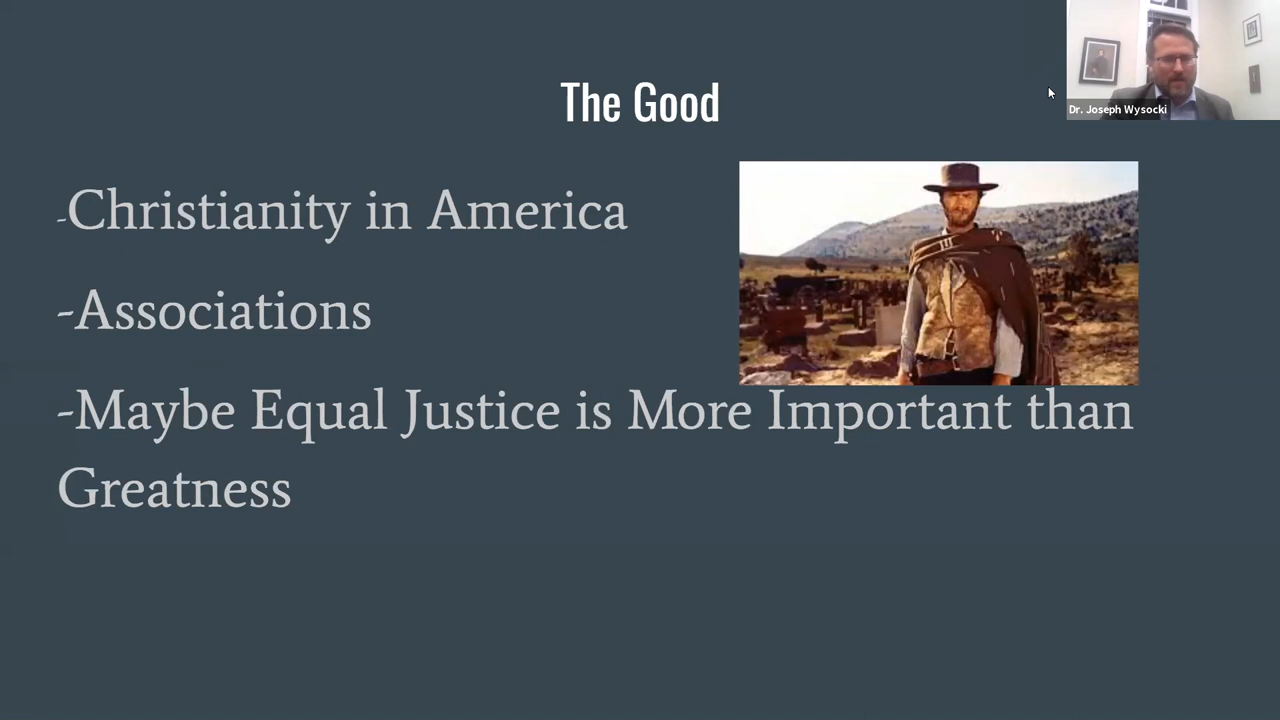 The Good
Dr. Joseph Wysocki
-Christianity in America
-Associations
-Maybe Equal Justice is More Important than
Greatness